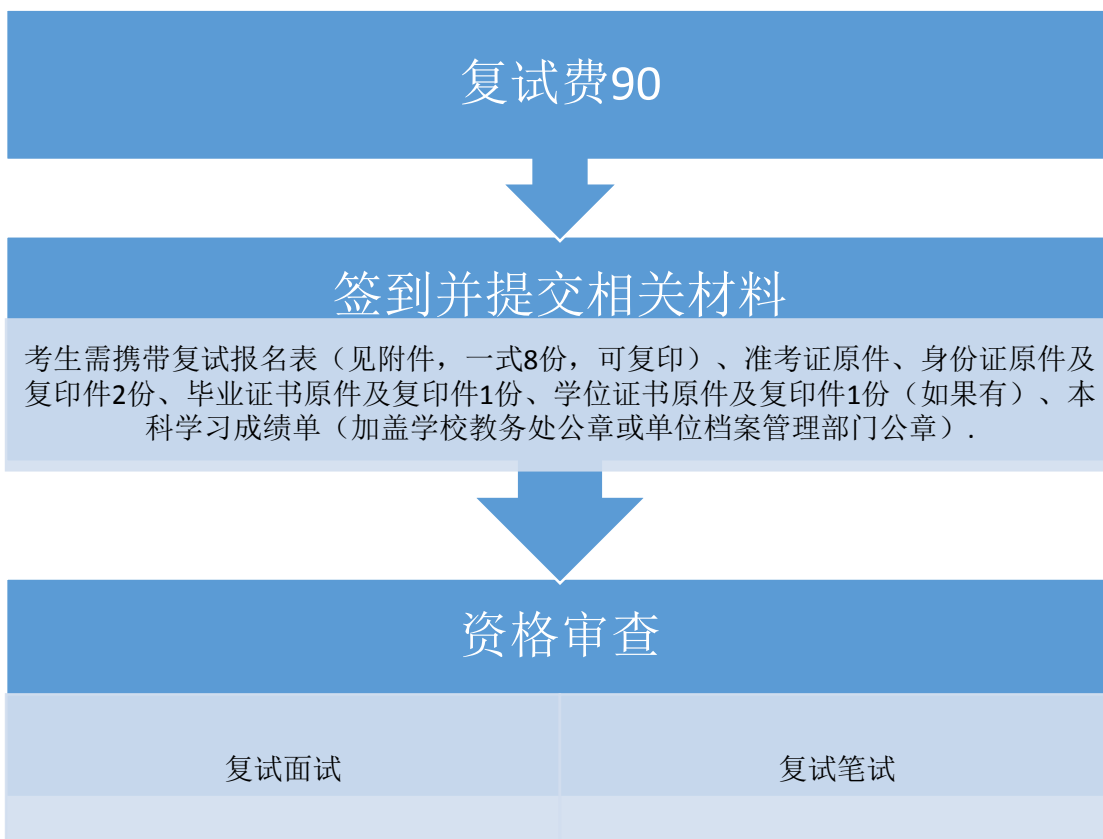 复试费90
签到并提交相关材料
考生需携带复试报名表（见附件，一式8份，可复印）、准考证原件、身份证原件及
复印件2份、毕业证书原件及复印件1份、学位证书原件及复印件1份（如果有）、本
科学习成绩单（加盖学校教务处公章或单位档案管理部门公章）.
资格审查
复试面试
复试笔试